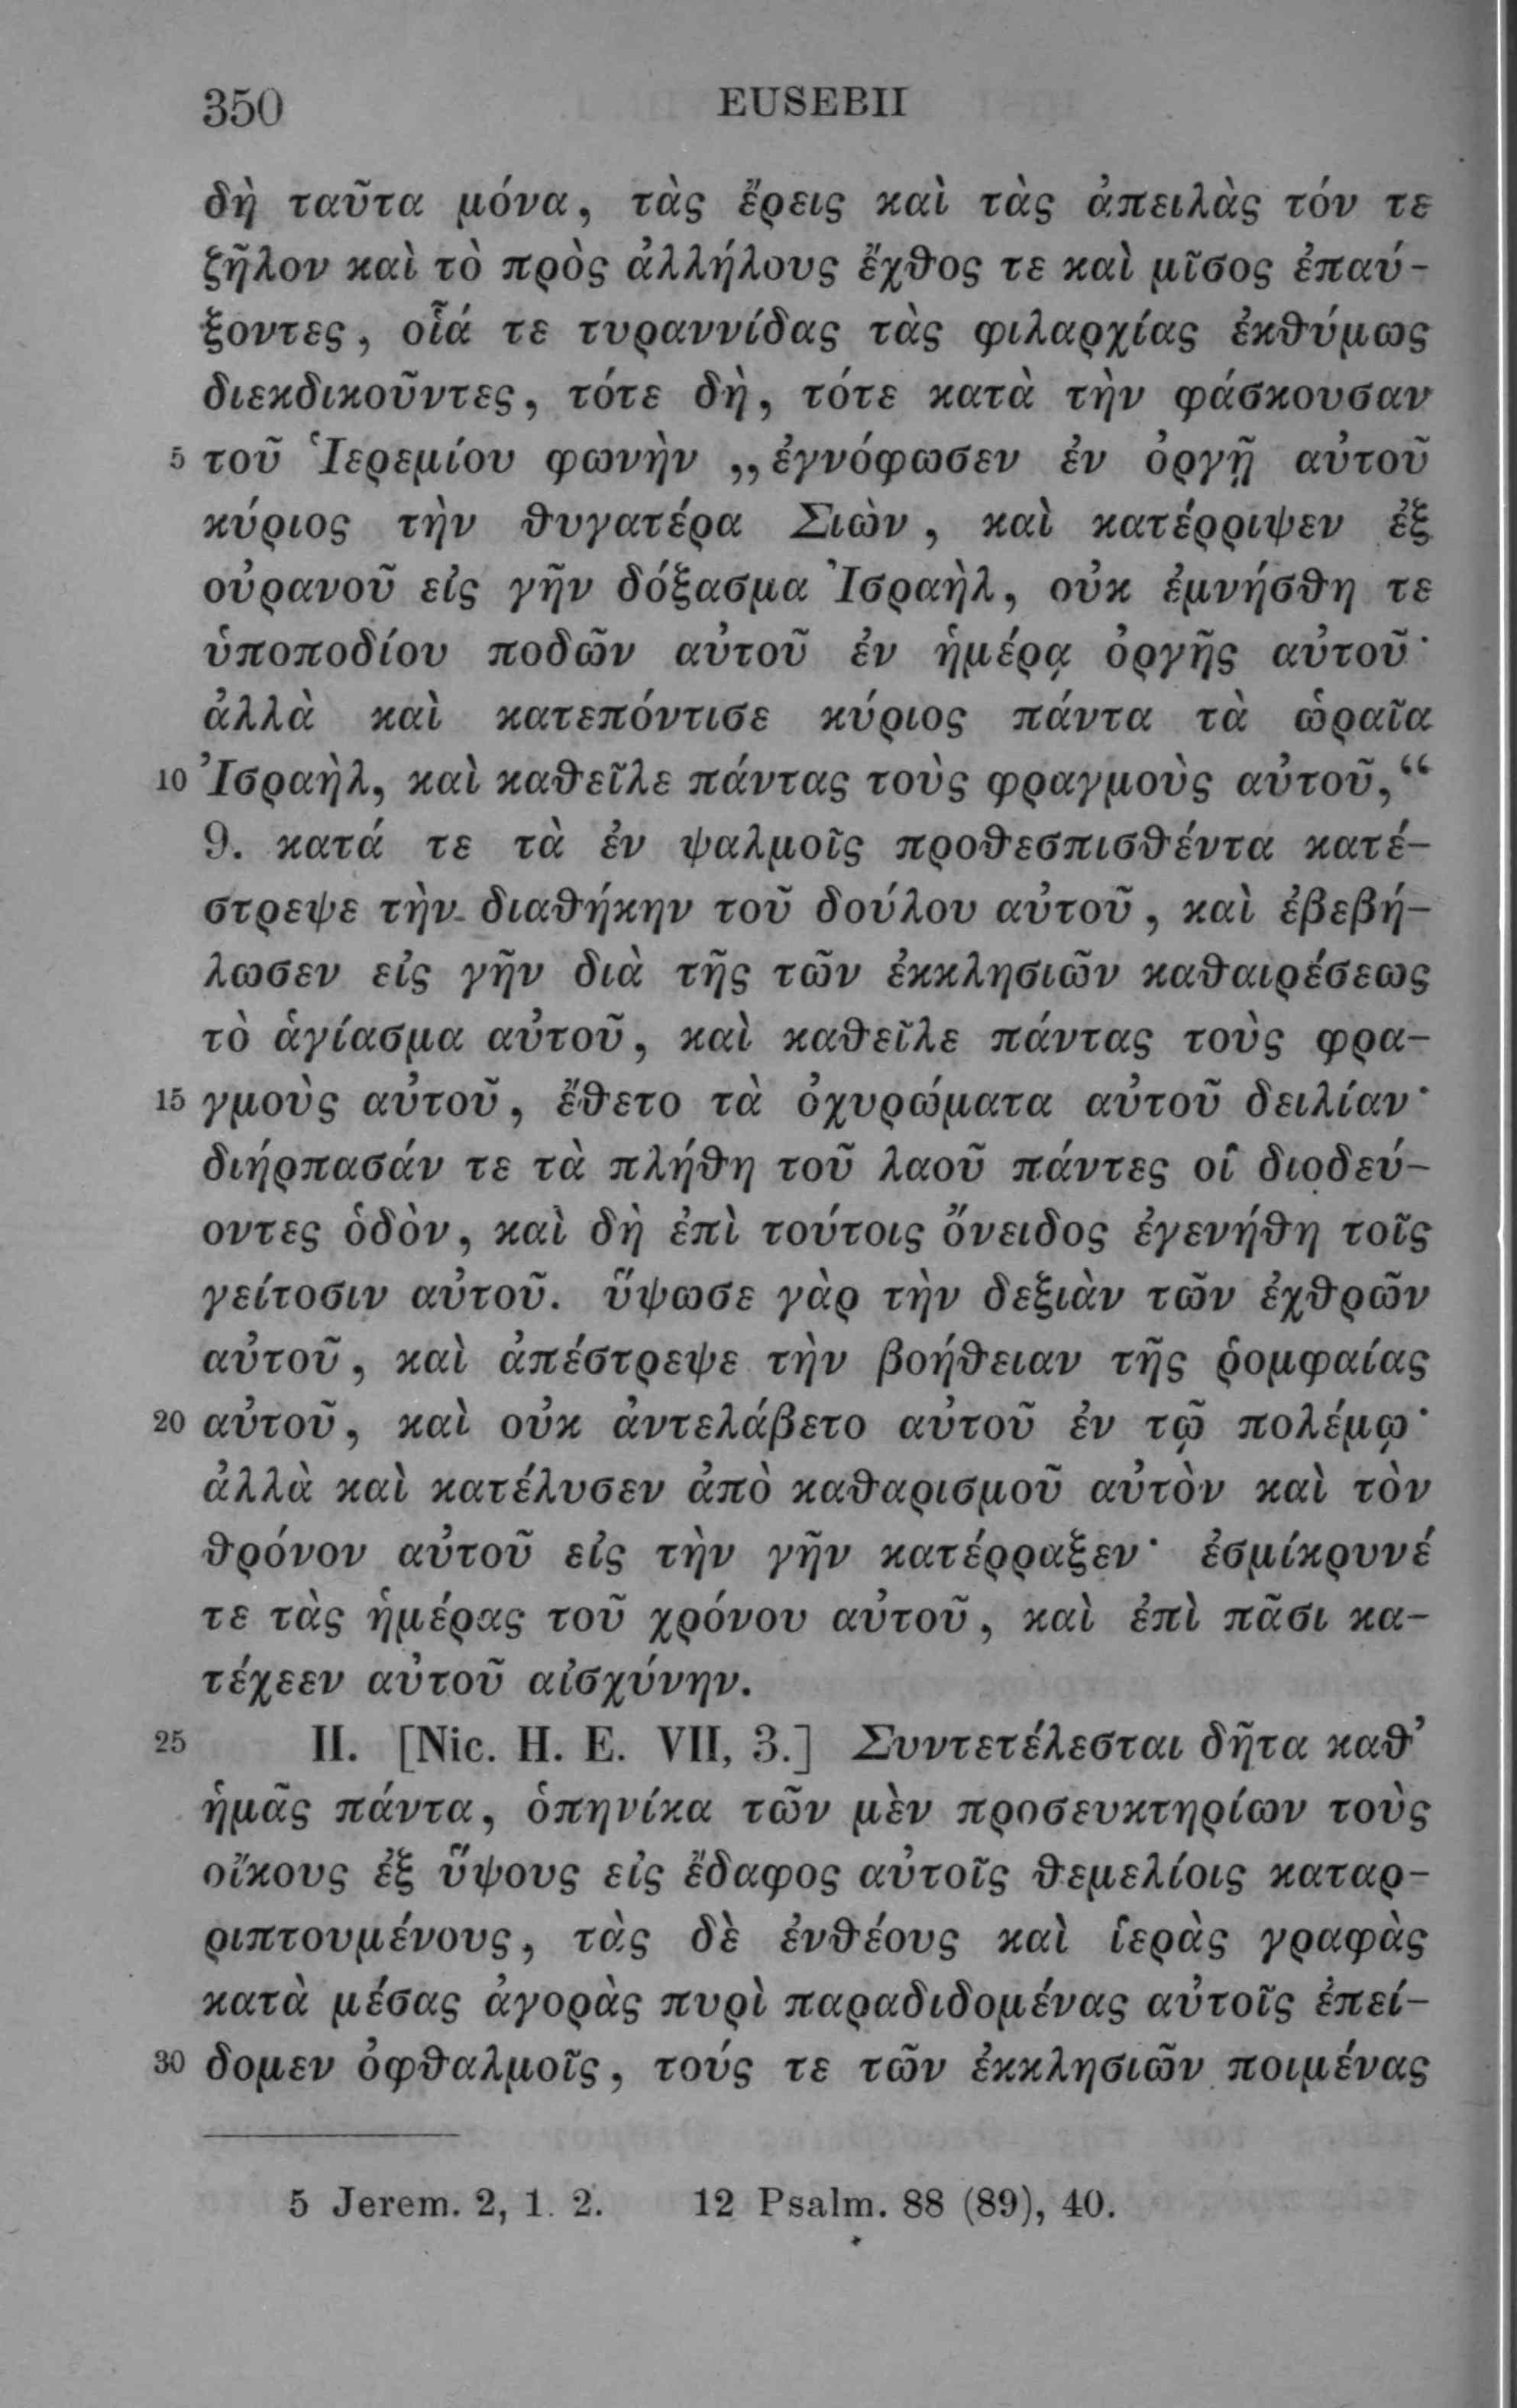 350 EUSEBII
δὴ ταῦτα μόνα, τὰς ἔρεις καὶ τὰς ἀπειλὰς τόν τε
ζῆλον καὶ τὸ πρὸς ἀλλήλους ἔχθος τε καὶ μῖσος ἐπαύ-
ξοντες, οἷά τε τυραννίδας τὰς φιλαρχίας ἐκθύμως
διεκδικοῦντες, τότε δὴ, τότε κατὰ τὴν φάσκουσαν
5 τοῦ Ἱερεμίου φωνὴν „ἐγνόφωσεν ἐν ὀργῇ αὐτοῦ
κύριος τὴν θυγατέρα Σιὼν, καὶ κατέρριψεν ἐξ
οὐρανοῦ εἰς γῆν δόξασμα Ἰσραὴλ, οὐκ ἐμνήσθη τε
ὑποποδίου ποδῶν αὐτοῦ ἐν ἡμέρᾳ ὀργῆς αὐτοῦ·
ἀλλὰ καὶ κατεπόντισε κύριος πάντα τὰ ὡραῖα
10 Ἰσραὴλ, καὶ καθεῖλε πάντας τοὺς φραγμοὺς αὐτοῦ,“
9. κατά τε τὰ ἐν ψαλμοῖς προθεσπισθέντα κατέ-
στρεψε τὴν διαθήκην τοῦ δούλου αὐτοῦ, καὶ ἐβεβή-
λωσεν εἰς γῆν διὰ τῆς τῶν ἐκκλησιῶν καθαιρέσεως
τὸ ἁγίασμα αὐτοῦ, καὶ καθεῖλε πάντας τοὺς φρα-
15 γμοὺς αὐτοῦ, ἔθετο τὰ ὀχυρώματα αὐτοῦ δειλίαν·
διήρπασάν τε τὰ πλήθη τοῦ λαοῦ πάντες οἱ διοδεύ-
οντες ὁδὸν, καὶ δὴ ἐπὶ τούτοις ὄνειδος ἐγενήθη τοῖς
γείτοσιν αὐτοῦ. ὕψωσε γὰρ τὴν δεξιὰν τῶν ἐχθρῶν
αὐτοῦ, καὶ ἀπέστρεψε τὴν βοήθειαν τῆς ῥομφαίας
20 αὐτοῦ, καὶ οὐκ ἀντελάβετο αὐτοῦ ἐν τῷ πολέμῳ·
ἀλλὰ καὶ κατέλυσεν ἀπὸ καθαρισμοῦ αὐτὸν καὶ τὸν
θρόνον αὐτοῦ εἰς τὴν γῆν κατέρραξεν· ἐσμίκρυνέ
τε τὰς ἡμέρας τοῦ χρόνου αὐτοῦ, καὶ ἐπὶ πᾶσι κα-
τέχεεν αὐτοῦ αἰσχύνην.
25 II. [Nic. H. E. VII, 3.] Συντετέλεσται δῆτα καθ’
ἡμᾶς πάντα, ὁπηνίκα τῶν μὲν προσευκτηρίων τοὺς
οἴκους ἐξ ὕψους εἰς ἔδαφος αὐτοῖς θεμελίοις καταρ-
ριπτουμένους, τὰς δὲ ἐνθέους καὶ ἱερὰς γραφὰς
κατὰ μέσας ἀγορὰς πυρὶ παραδιδομένας αὐτοῖς ἐπεί-
30 δομεν ὀφθαλμοῖς, τούς τε τῶν ἐκκλησιῶν ποιμένας
5 Jerem. 2, 1. 2. 12 Psalm. 88 (89), 40.